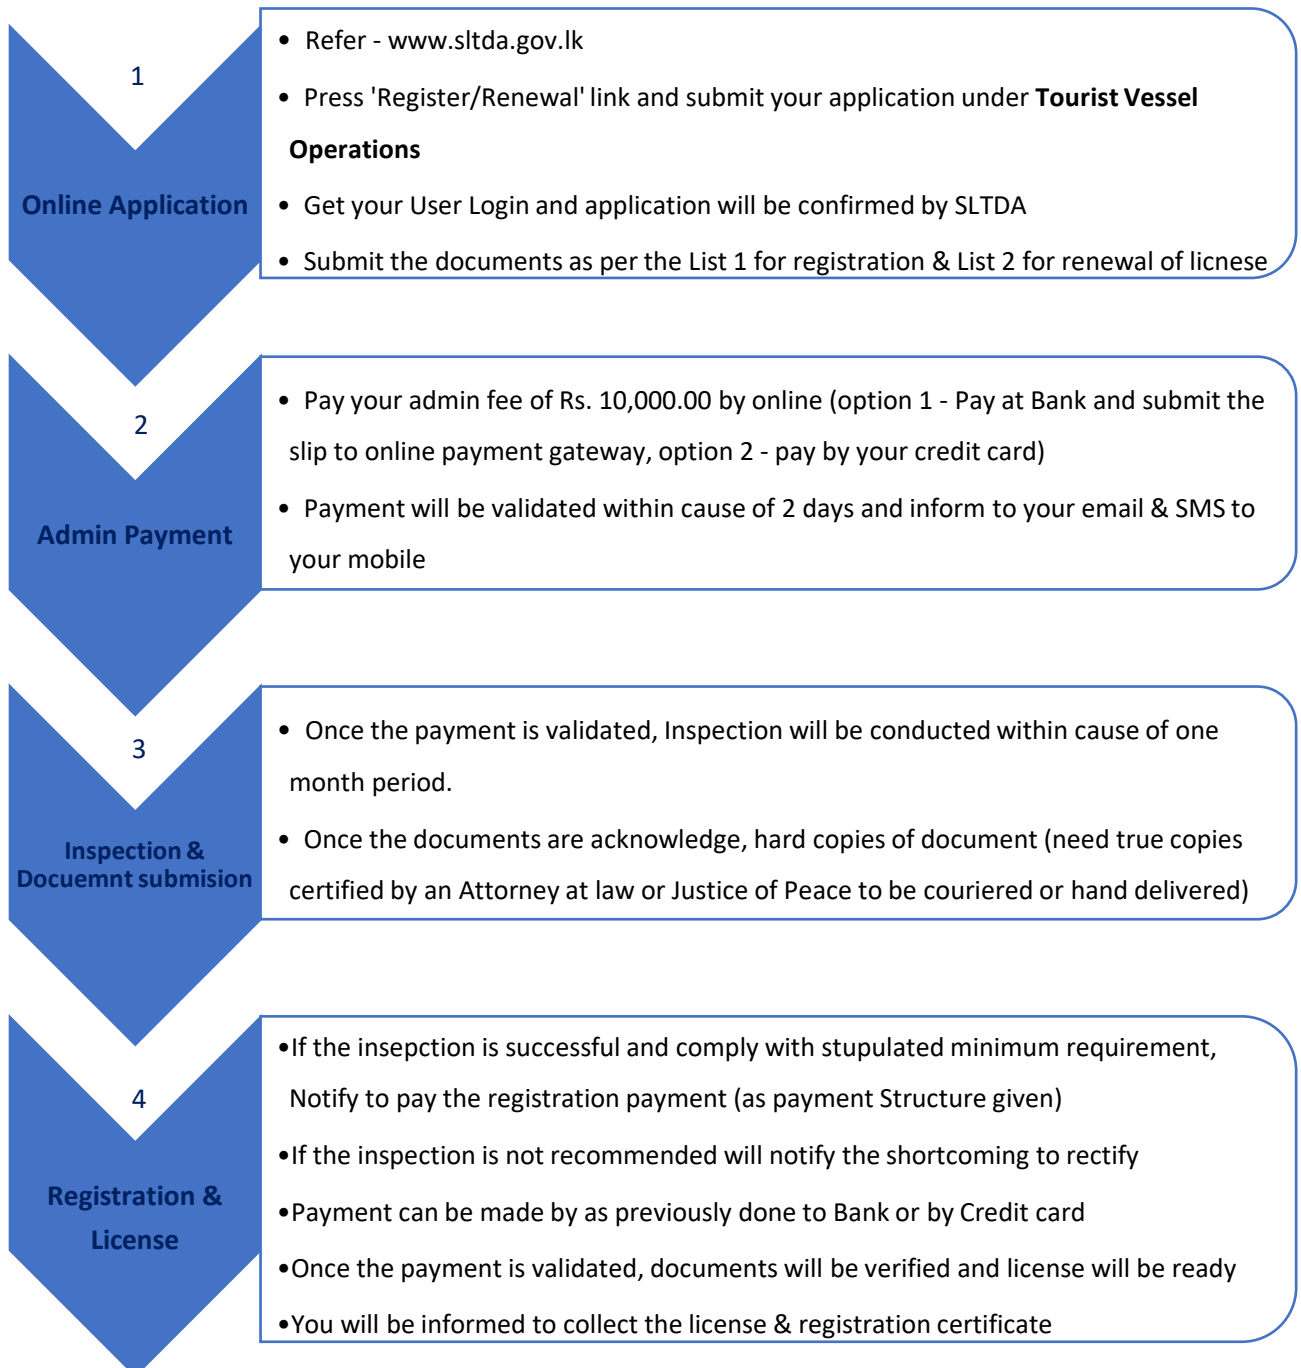 1
Online Application
• Refer - www.sltda.gov.lk
• Press 'Register/Renewal' link and submit your application under Tourist Vessel
Operations
• Get your User Login and application will be confirmed by SLTDA
• Submit the documents as per the List 1 for registration & List 2 for renewal of licnese
2
Admin Payment
• Pay your admin fee of Rs. 10,000.00 by online (option 1 - Pay at Bank and submit the
slip to online payment gateway, option 2 - pay by your credit card)
• Payment will be validated within cause of 2 days and inform to your email & SMS to
your mobile
3
Inspection &
Docuemnt submision
• Once the payment is validated, Inspection will be conducted within cause of one
month period.
• Once the documents are acknowledge, hard copies of document (need true copies
certified by an Attorney at law or Justice of Peace to be couriered or hand delivered)
4
Registration &
License
•If the insepction is successful and comply with stupulated minimum requirement,
Notify to pay the registration payment (as payment Structure given)
•If the inspection is not recommended will notify the shortcoming to rectify
•Payment can be made by as previously done to Bank or by Credit card
•Once the payment is validated, documents will be verified and license will be ready
•You will be informed to collect the license & registration certificate